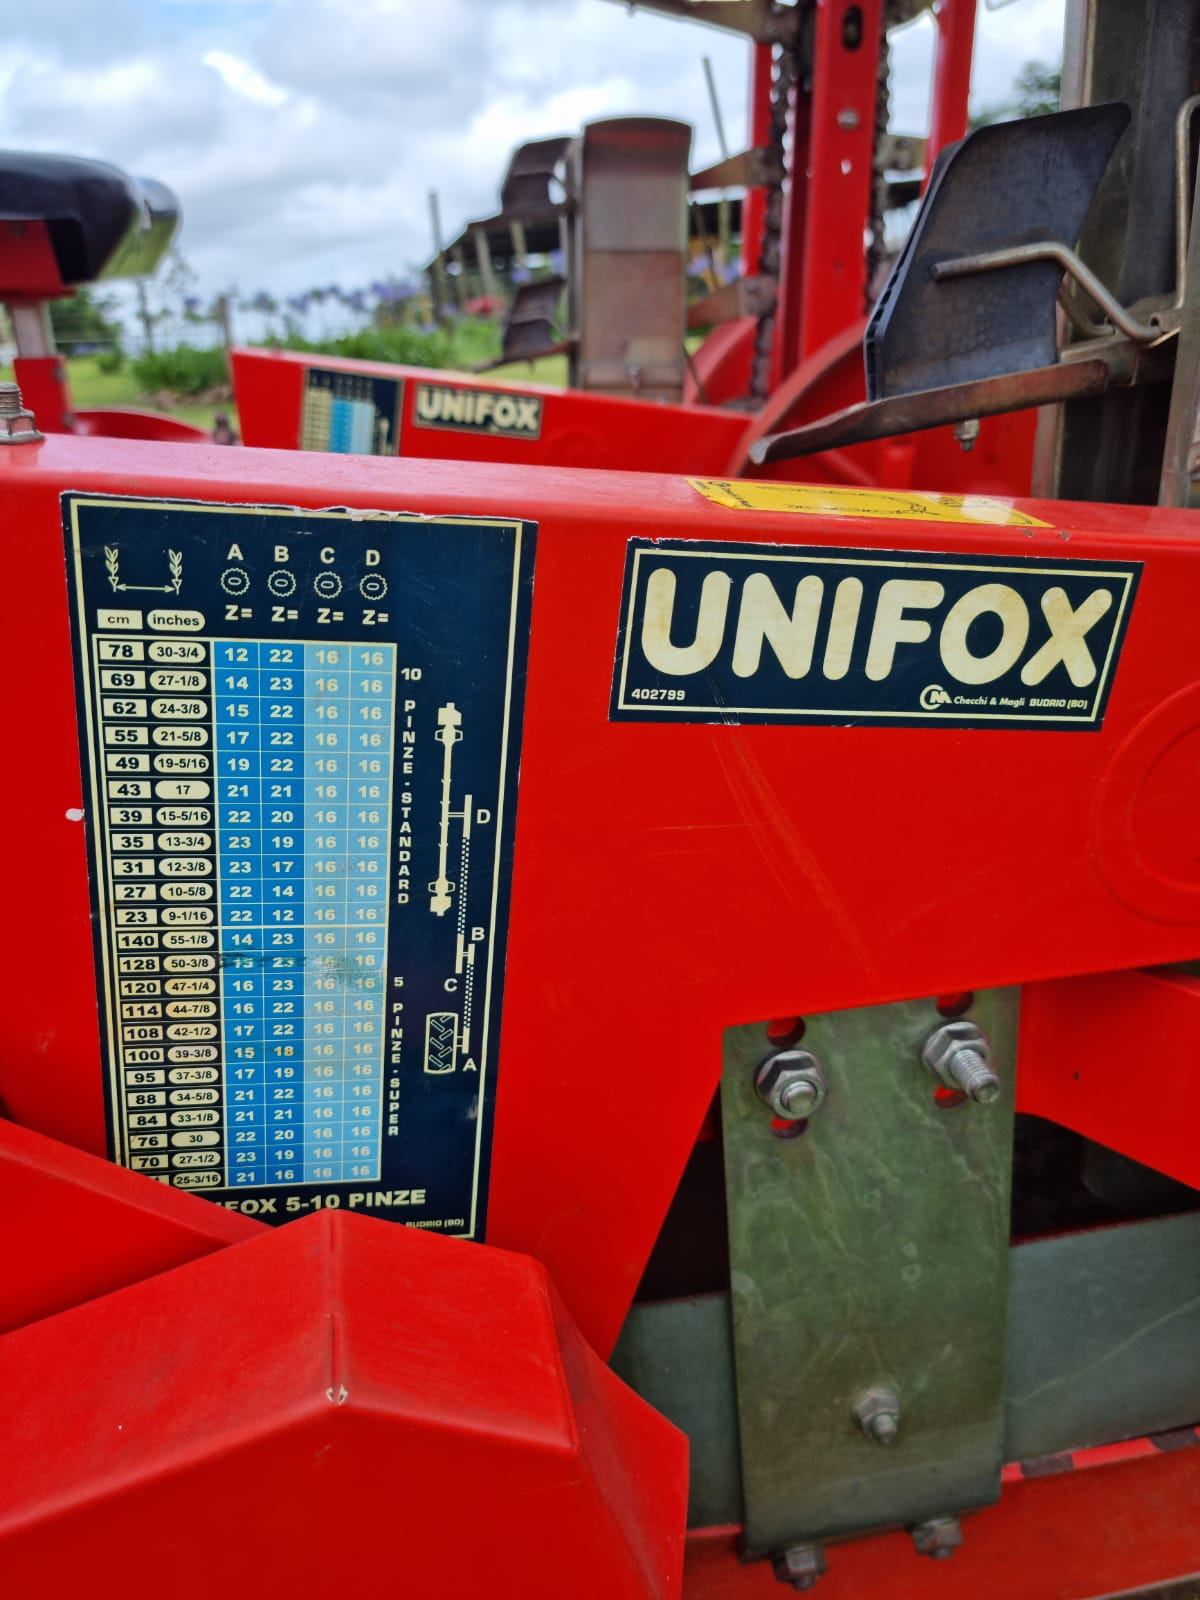 UNIFOX
A B C D
Z= Z= Z= Z=
cm inches
78 30-3/4 12 22 16 16
69 27-1/8 14 23 16 16
62 24-3/8 15 22 16 16
55 21-5/8 17 22 16 16
49 19-5/16 19 22 16 16
43 17 21 21 16 16
39 15-5/16 22 20 16 16
35 13-3/4 23 19 16 16
31 12-3/8 23 17 16 16
27 10-5/8 22 14 16 16
23 9-1/16 22 12 16 16
140 55-1/8 14 23 16 16
128 50-3/8 15 23 16 16
120 47-1/4 16 23 16 16
114 44-7/8 16 22 16 16
108 42-1/2 17 22 16 16
100 39-3/8 15 18 16 16
95 37-3/8 17 19 16 16
88 34-5/8 21 22 16 16
84 33-1/8 21 21 16 16
76 30 22 20 16 16
70 27-1/2 23 19 16 16
25-3/16 21 16 16 16
10 PINZE-STANDARD
5 PINZE-SUPER
D
B
C
A
IFOX 5-10 PINZE
BUDRIO (BO)
UNIFOX
402799
CM Checchi & Magli BUDRIO (BO)